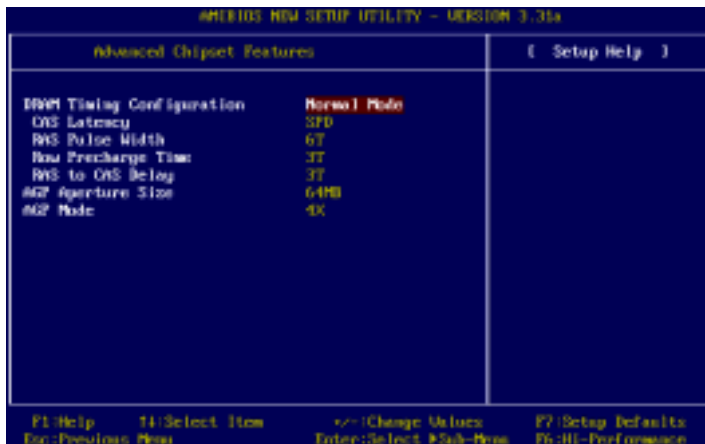 AMIBIOS NEW SETUP UTILITY - VERSION 3.31a
Advanced Chipset Features
[ Setup Help ]
DRAM Timing Configuration Normal Mode
CAS Latency SPD
RAS Pulse Width 6T
Row Precharge Time 3T
RAS to CAS Delay 3T
AGP Aperture Size 64MB
AGP Mode 4X
F1:Help ↑↓:Select Item +/-:Change Values F7:Setup Defaults
Esc:Previous Menu Enter:Select ►Sub-Menu F6:Hi-Performance